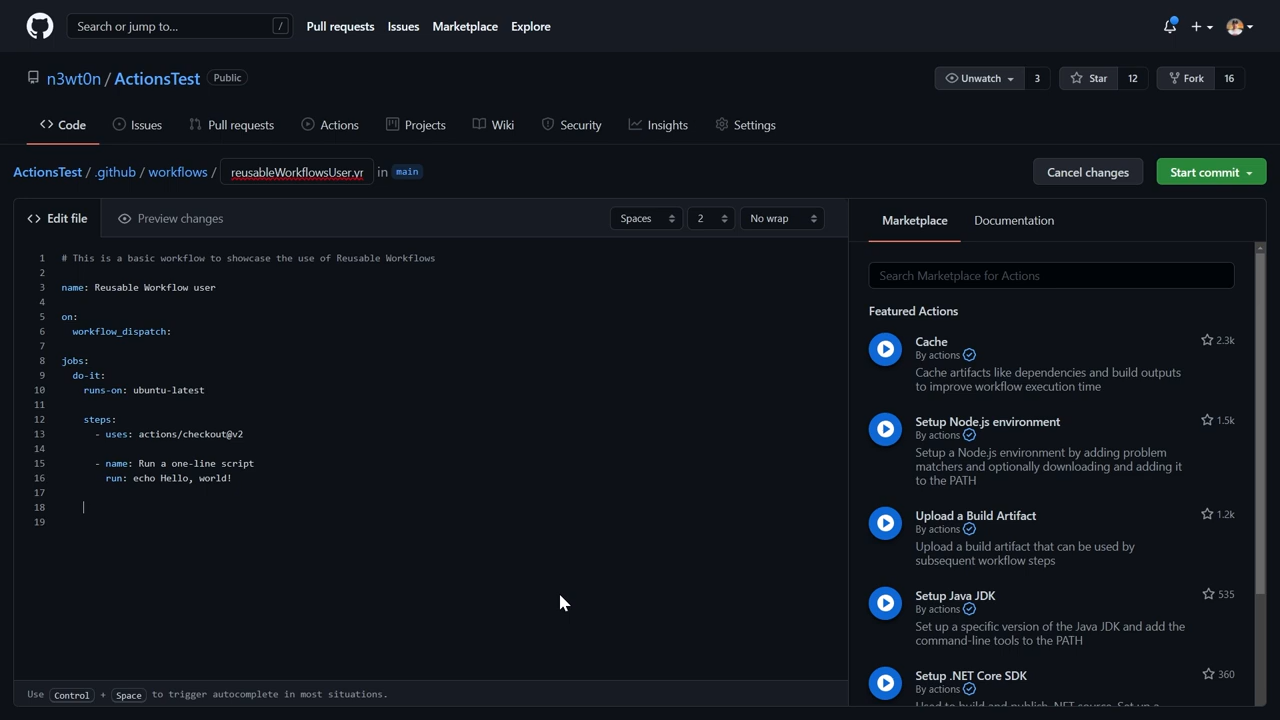 Search or jump to... /
Pull requests Issues Marketplace Explore
n3wt0n / ActionsTest Public
Unwatch 3 Star 12 Fork 16
Code Issues Pull requests Actions Projects Wiki Security Insights Settings
ActionsTest / .github / workflows / reusableWorkflowsUser.yr in main
Cancel changes Start commit
Edit file Preview changes Spaces 2 No wrap
1 # This is a basic workflow to showcase the use of Reusable Workflows
2
3 name: Reusable Workflow user
4
5 on:
6 workflow_dispatch:
7
8 jobs:
9 do-it:
10 runs-on: ubuntu-latest
11
12 steps:
13 - uses: actions/checkout@v2
14
15 - name: Run a one-line script
16 run: echo Hello, world!
17
18
19
Use Control + Space to trigger autocomplete in most situations.
Marketplace Documentation
Search Marketplace for Actions
Featured Actions
Cache 2.3k
By actions
Cache artifacts like dependencies and build outputs
to improve workflow execution time
Setup Node.js environment 1.5k
By actions
Setup a Node.js environment by adding problem
matchers and optionally downloading and adding it
to the PATH
Upload a Build Artifact 1.2k
By actions
Upload a build artifact that can be used by
subsequent workflow steps
Setup Java JDK 535
By actions
Set up a specific version of the Java JDK and add the
command-line tools to the PATH
Setup .NET Core SDK 360
By actions
Used to build and publish .NET source. Set up a